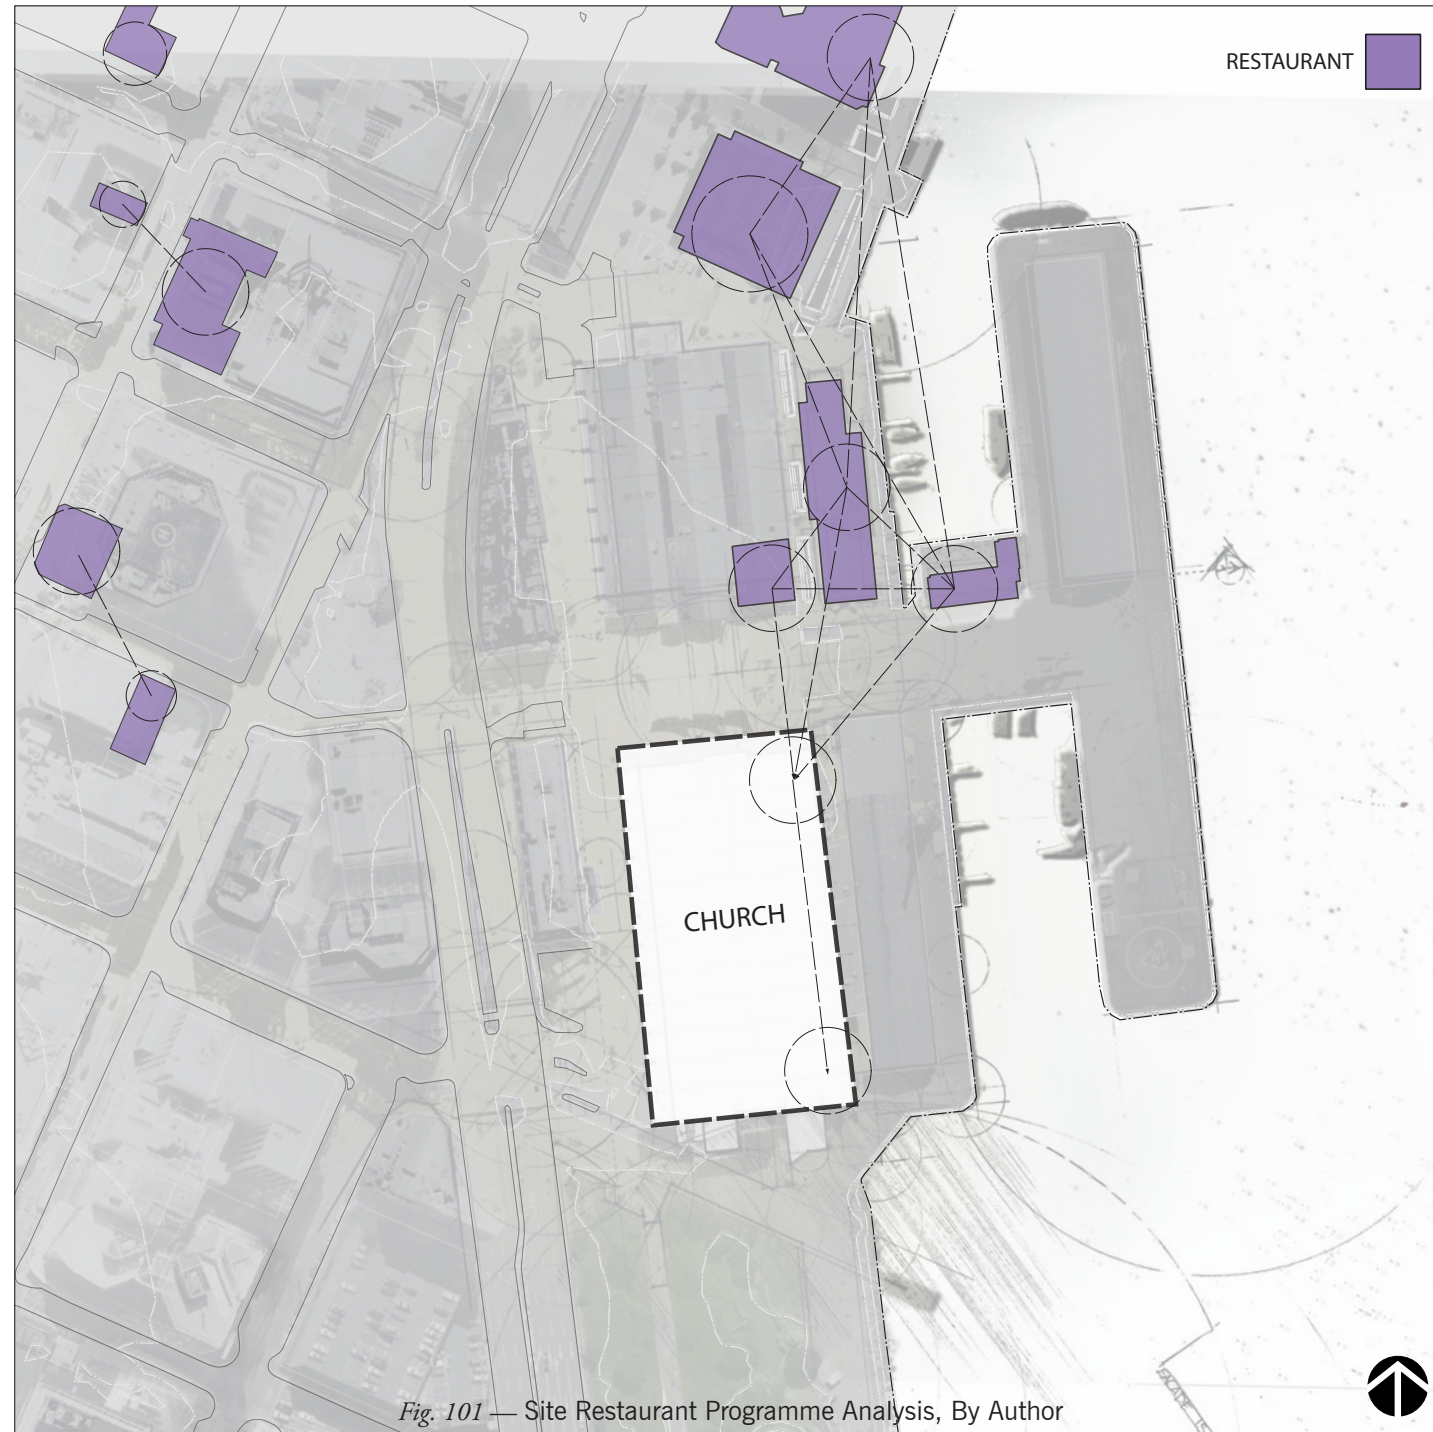 RESTAURANT
CHURCH
Fig. 101 — Site Restaurant Programme Analysis, By Author